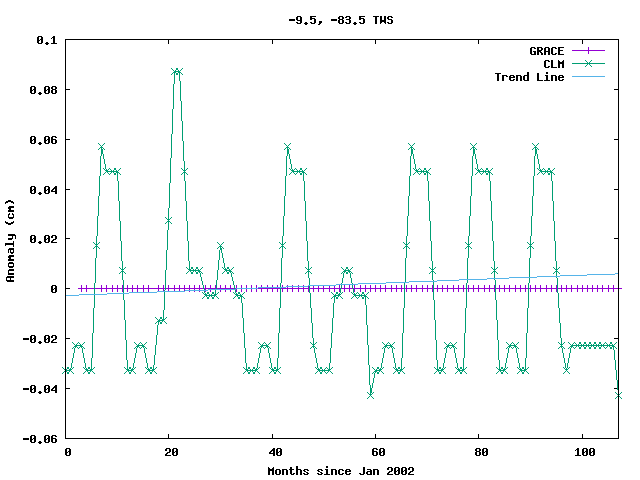 -9.5, -83.5 TWS
GRACE
CLM
Trend Line
0.1
0.08
0.06
0.04
0.02
0
-0.02
-0.04
-0.06
Anomaly (cm)
0 20 40 60 80 100
Months since Jan 2002